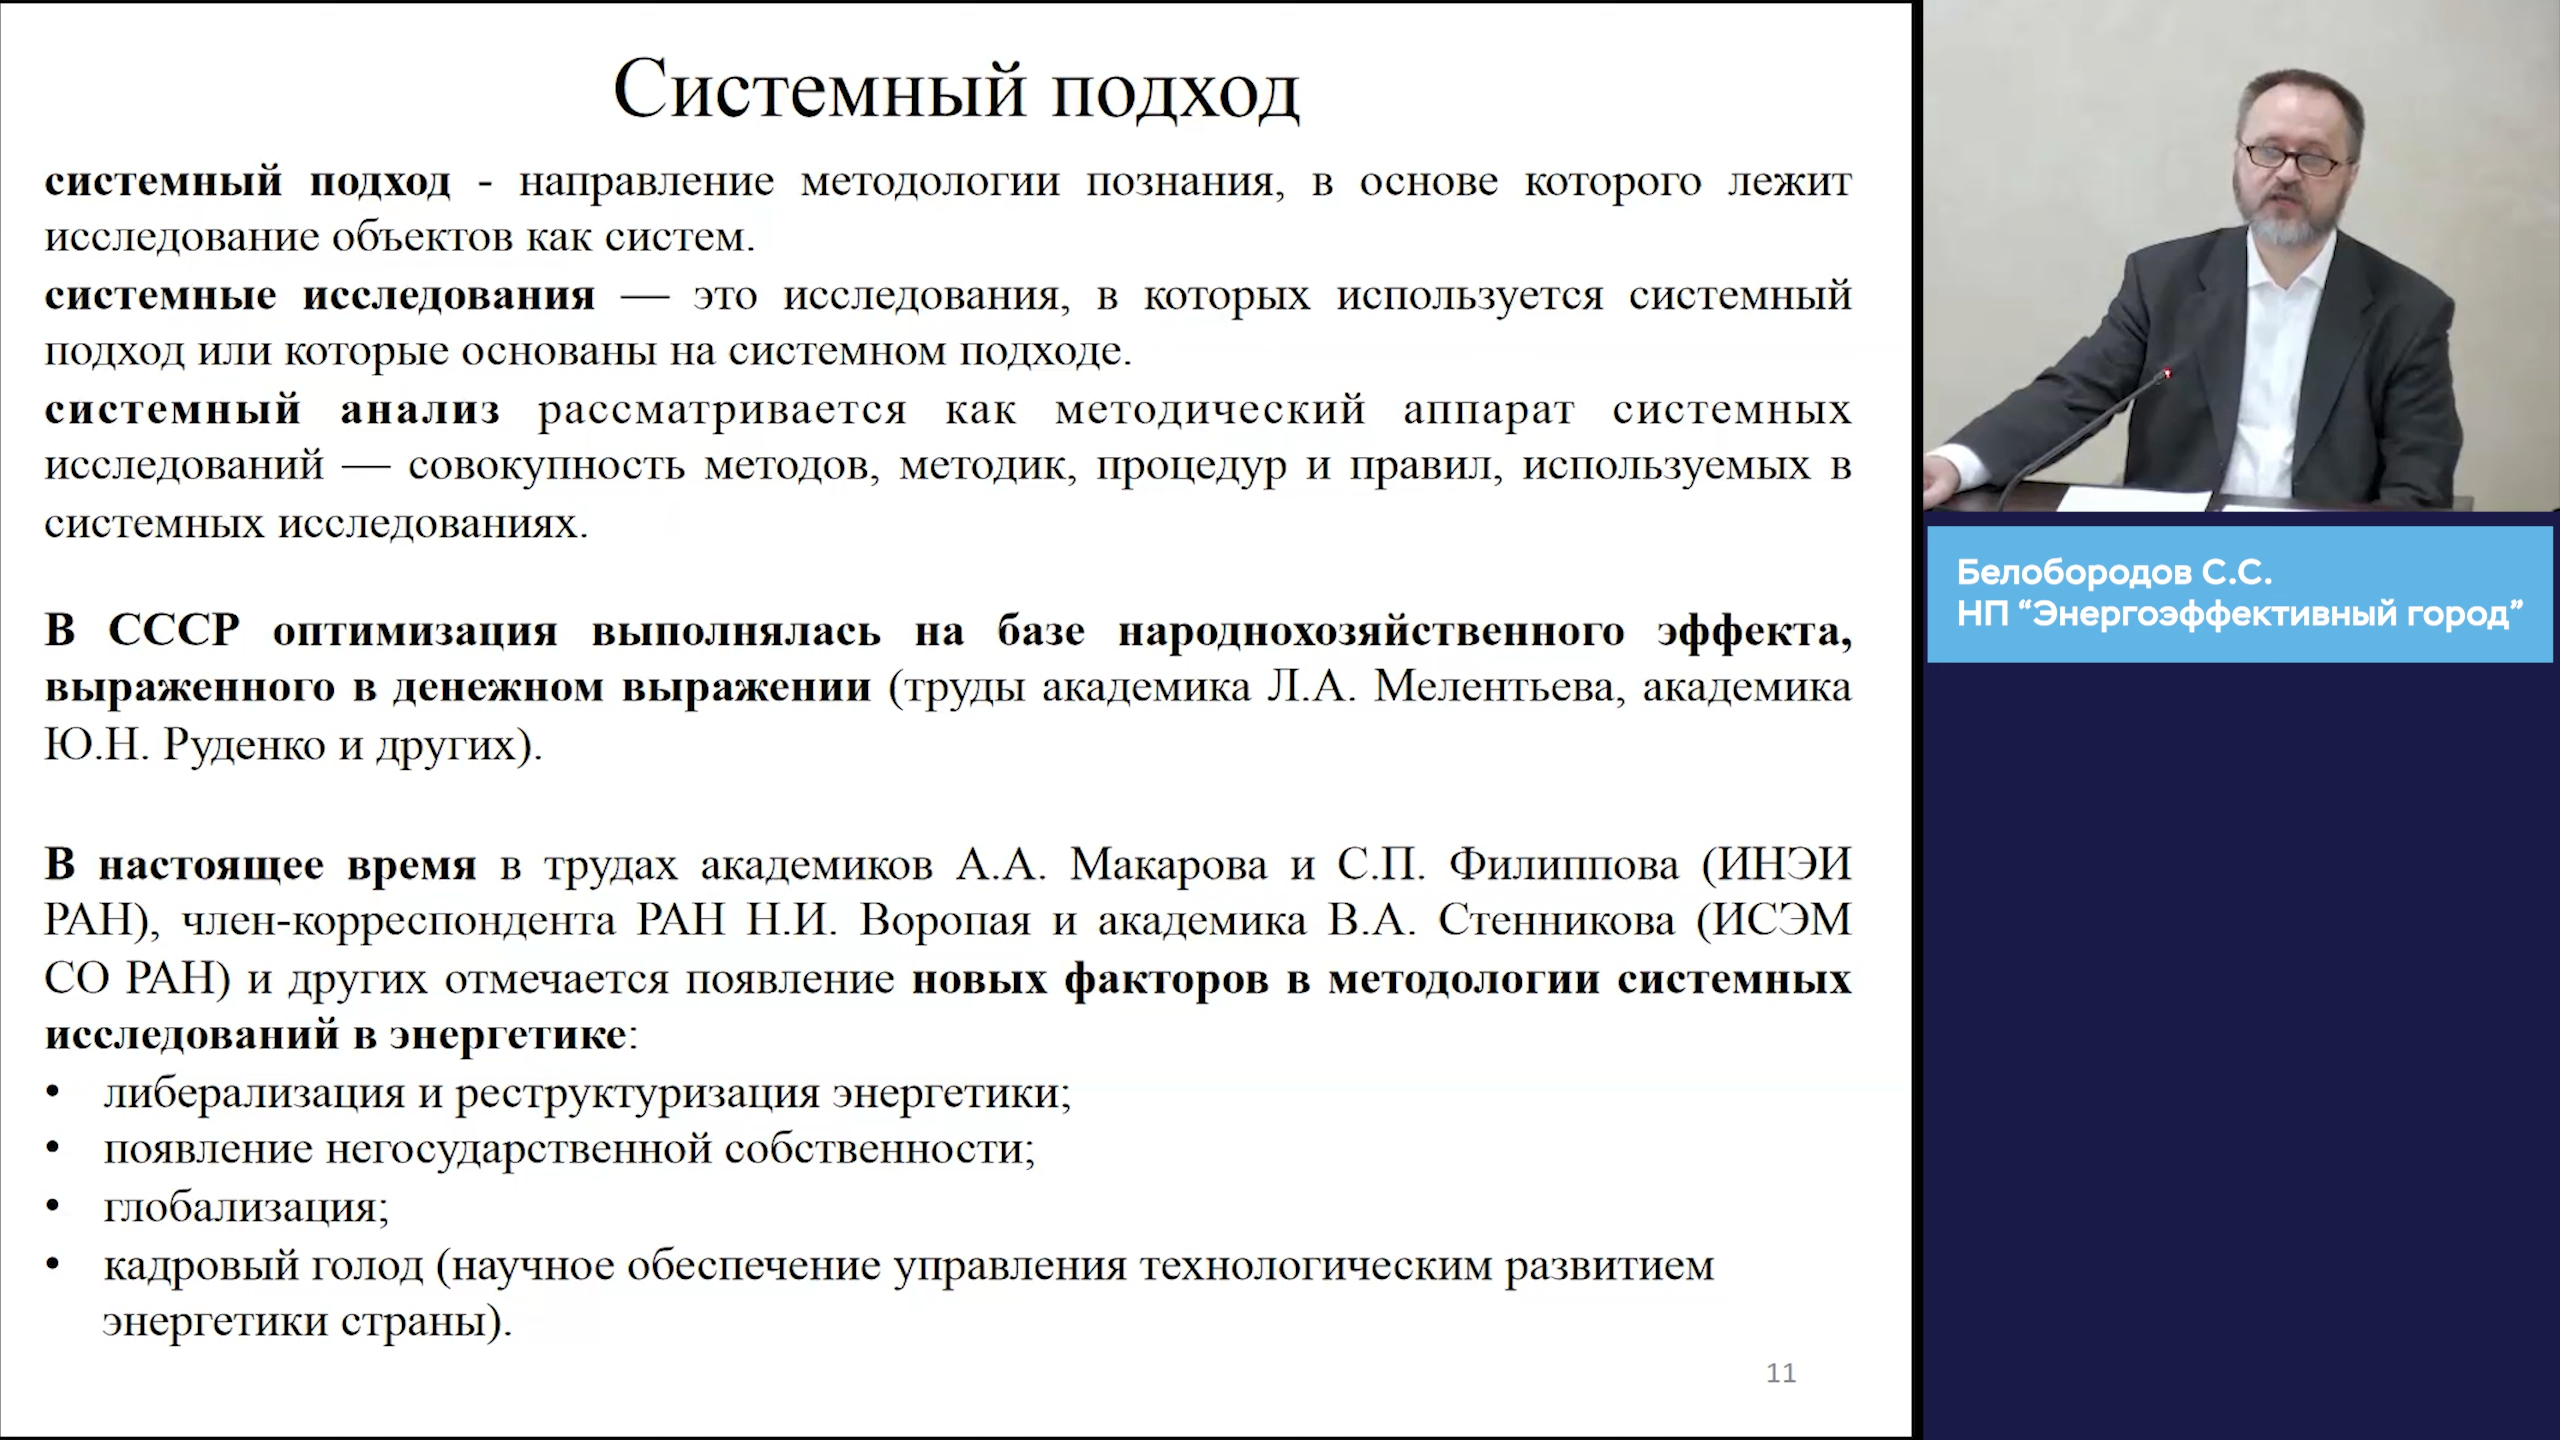 Системный подход
системный подход - направление методологии познания, в основе которого лежит
исследование объектов как систем.
системные исследования — это исследования, в которых используется системный
подход или которые основаны на системном подходе.
системный анализ рассматривается как методический аппарат системных
исследований — совокупность методов, методик, процедур и правил, используемых в
системных исследованиях.
В СССР оптимизация выполнялась на базе народнохозяйственного эффекта,
выраженного в денежном выражении (труды академика Л.А. Мелентьева, академика
Ю.Н. Руденко и других).
В настоящее время в трудах академиков А.А. Макарова и С.П. Филиппова (ИНЭИ
РАН), член-корреспондента РАН Н.И. Воропая и академика В.А. Стенникова (ИСЭМ
СО РАН) и других отмечается появление новых факторов в методологии системных
исследований в энергетике:
• либерализация и реструктуризация энергетики;
• появление негосударственной собственности;
• глобализация;
• кадровый голод (научное обеспечение управления технологическим развитием
энергетики страны).
11
Белобородов С.С.
НП “Энергоэффективный город”